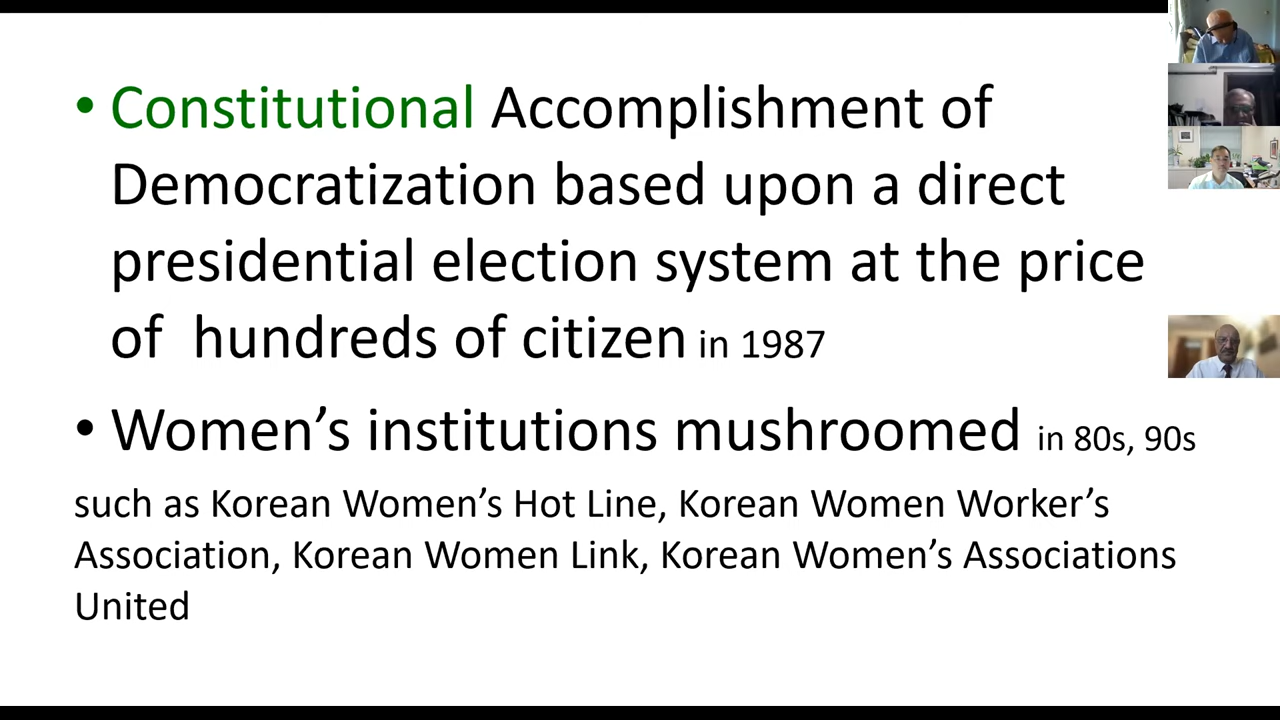 • Constitutional Accomplishment of
Democratization based upon a direct
presidential election system at the price
of  hundreds of citizen in 1987
• Women’s institutions mushroomed in 80s, 90s
such as Korean Women’s Hot Line, Korean Women Worker’s
Association, Korean Women Link, Korean Women’s Associations
United